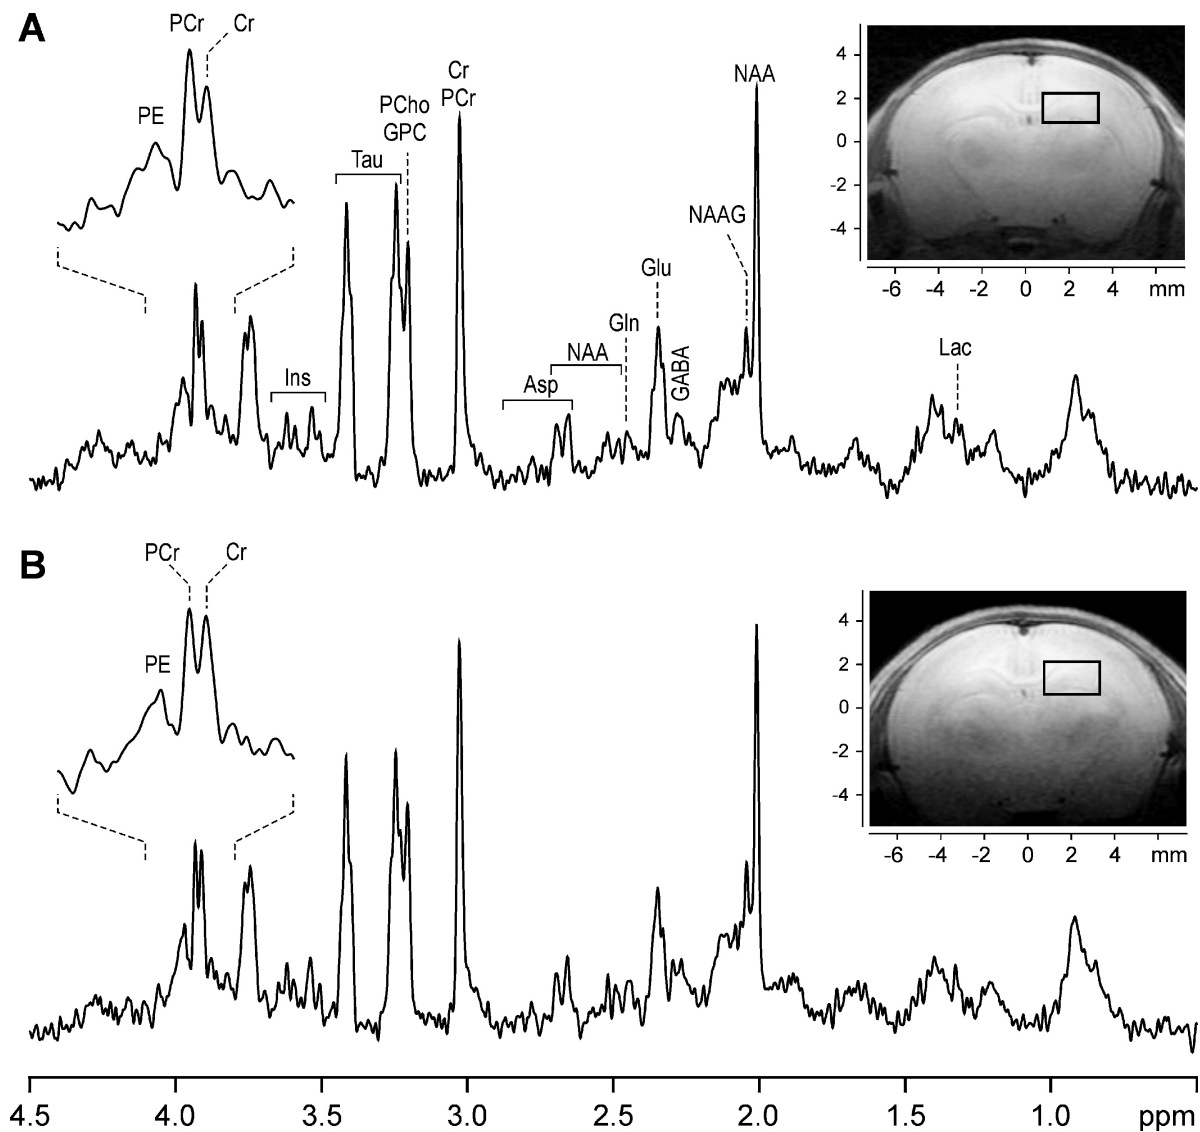 A
PCr Cr
PE
Tau
PCho
GPC
Cr
PCr
NAA
NAAG
Glu
Gln
NAA
Asp
GABA
Ins
Lac
4
2
0
-2
-4
-6 -4 -2 0 2 4 mm
B
PCr Cr
PE
4
2
0
-2
-4
-6 -4 -2 0 2 4 mm
4.5 4.0 3.5 3.0 2.5 2.0 1.5 1.0 ppm